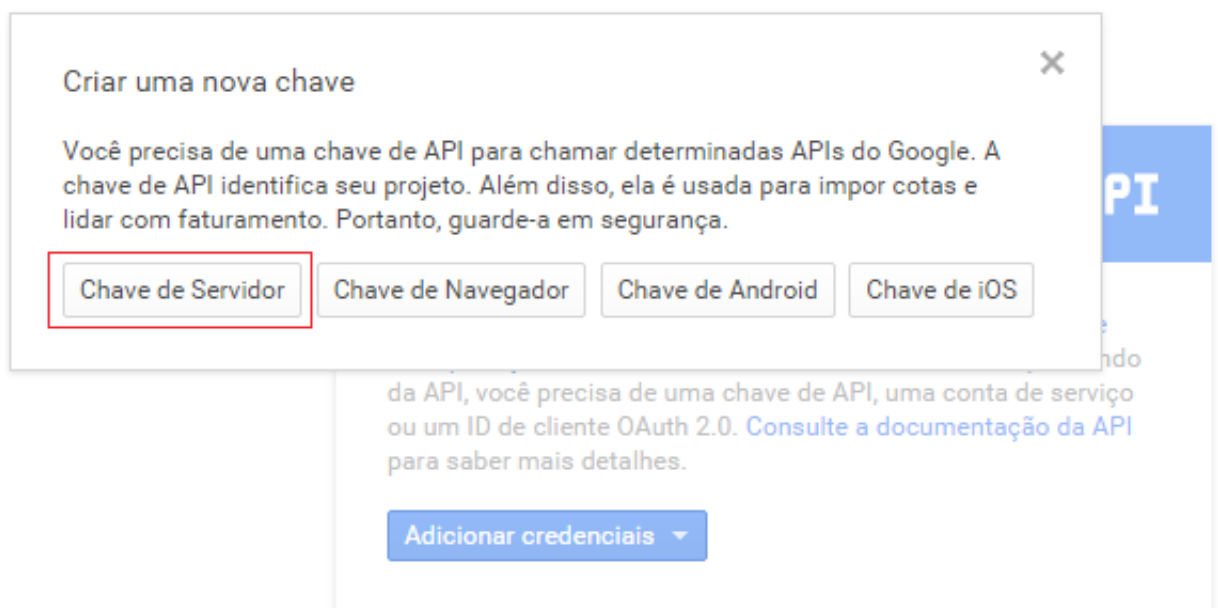 Criar uma nova chave
Você precisa de uma chave de API para chamar determinadas APIs do Google. A
chave de API identifica seu projeto. Além disso, ela é usada para impor cotas e
lidar com faturamento. Portanto, guarde-a em segurança.
PI
Chave de Servidor Chave de Navegador Chave de Android Chave de iOS
da API, você precisa de uma chave de API, uma conta de serviço
ou um ID de cliente OAuth 2.0. Consulte a documentação da API
para saber mais detalhes.
Adicionar credenciais